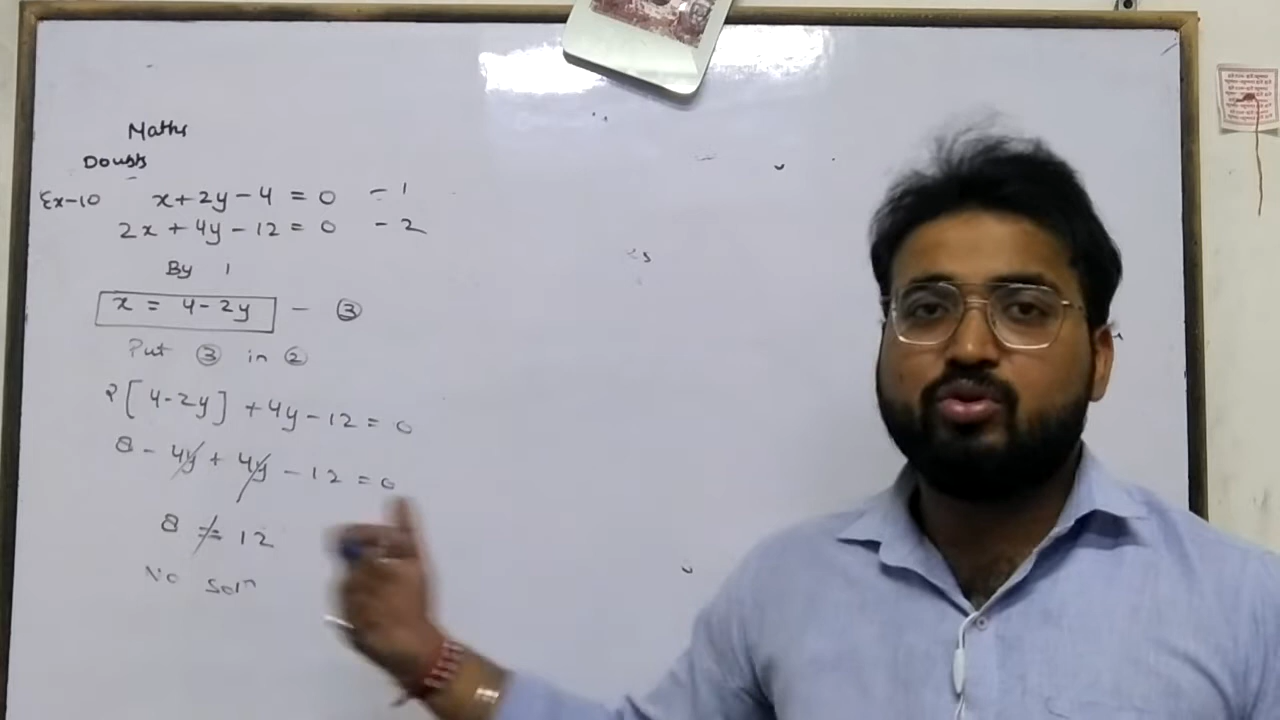 Maths
Doubts
Ex-10 x+2y-4=0 -1
2x+4y-12=0 -2
By 1
x = 4-2y - ③
Put ③ in ②
2[4-2y]+4y-12=0
8-4y+4y-12=0
8 ≠ 12
No soln